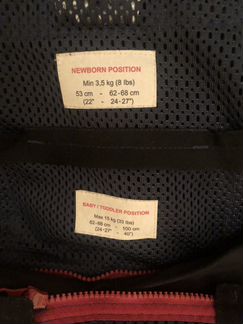 NEWBORN POSITION
Min 3,5 kg (8 lbs)
53 cm - 62-68 cm
(22" - 24-27")
BABY / TODDLER POSITION
Max 15 kg (33 lbs)
62-68 cm - 100 cm
(24-27" - 40")